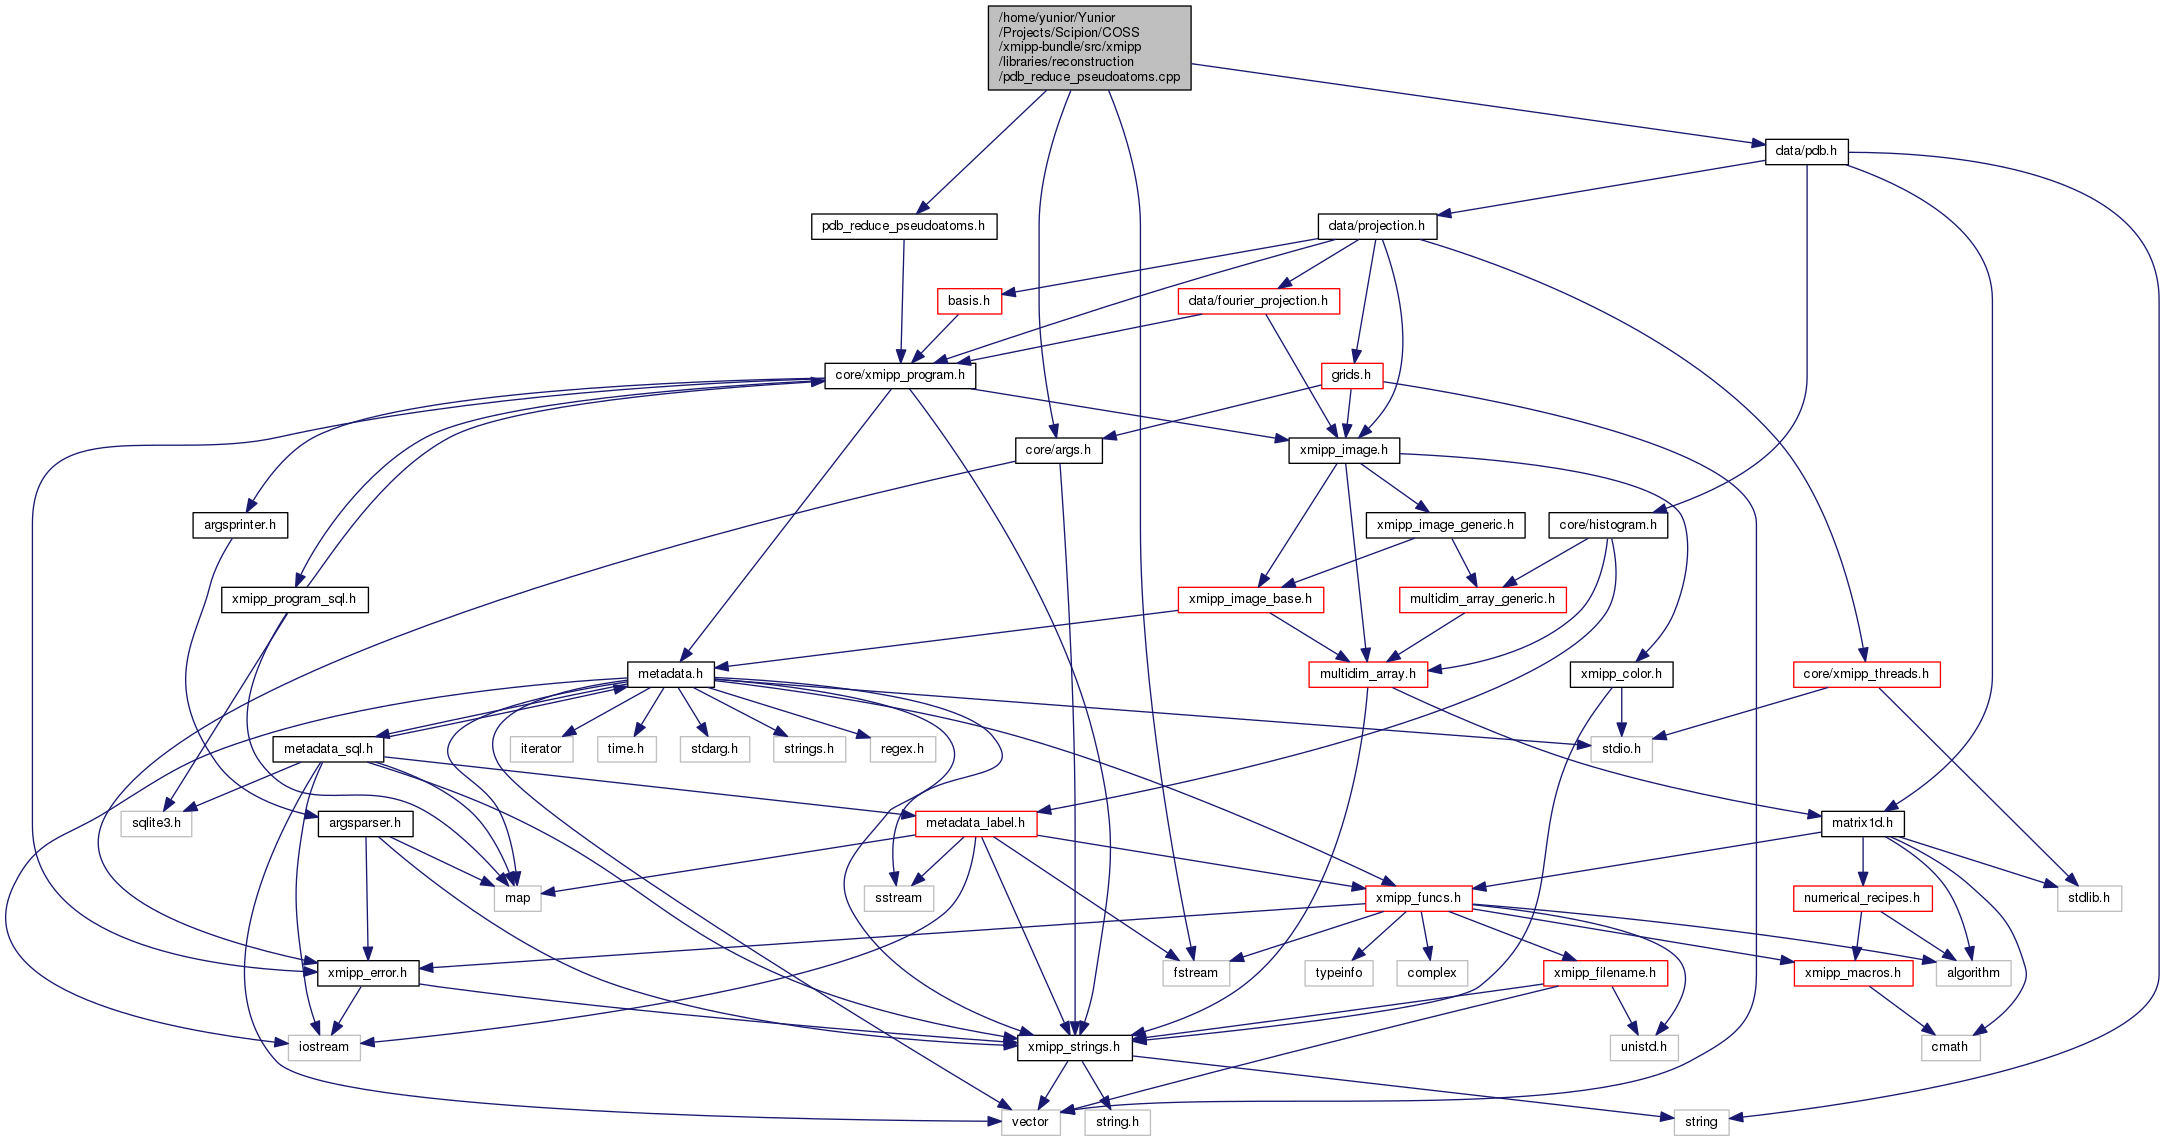 /home/yunior/Yunior
/Projects/Scipion/COSS
/xmipp-bundle/src/xmipp
/libraries/reconstruction
/pdb_reduce_pseudoatoms.cpp
data/pdb.h
pdb_reduce_pseudoatoms.h
data/projection.h
basis.h
data/fourier_projection.h
core/xmipp_program.h
grids.h
core/args.h
xmipp_image.h
argsprinter.h
xmipp_image_generic.h
core/histogram.h
xmipp_program_sql.h
xmipp_image_base.h
multidim_array_generic.h
metadata.h
multidim_array.h
xmipp_color.h
core/xmipp_threads.h
metadata_sql.h
iterator
time.h
stdarg.h
strings.h
regex.h
stdio.h
sqlite3.h
argsparser.h
metadata_label.h
matrix1d.h
map
sstream
xmipp_funcs.h
numerical_recipes.h
stdlib.h
xmipp_error.h
fstream
typeinfo
complex
xmipp_filename.h
xmipp_macros.h
algorithm
iostream
xmipp_strings.h
unistd.h
cmath
vector
string.h
string